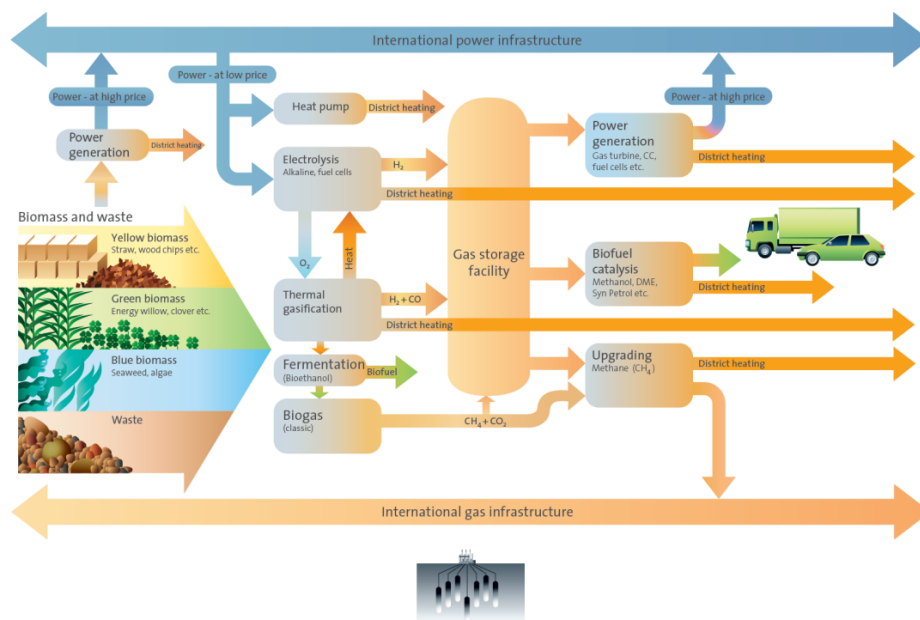 International power infrastructure
Power - at high price
Power - at low price
Power - at high price
Power
generation
District heating
Heat pump
District heating
Electrolysis
Alkaline, fuel cells
H₂
District heating
Power
generation
Gas turbine, CC,
fuel cells etc.
District heating
Biomass and waste
Yellow biomass
Straw, wood chips etc.
Green biomass
Energy willow, clover etc.
Blue biomass
Seaweed, algae
Waste
O₂
Heat
Gas storage
facility
Thermal
gasification
H₂ + CO
District heating
Biofuel
catalysis
Methanol, DME,
Syn Petrol etc.
District heating
Fermentation
(Bioethanol)
Biofuel
Upgrading
Methane (CH₄)
District heating
Biogas
(classic)
CH₄ + CO₂
International gas infrastructure